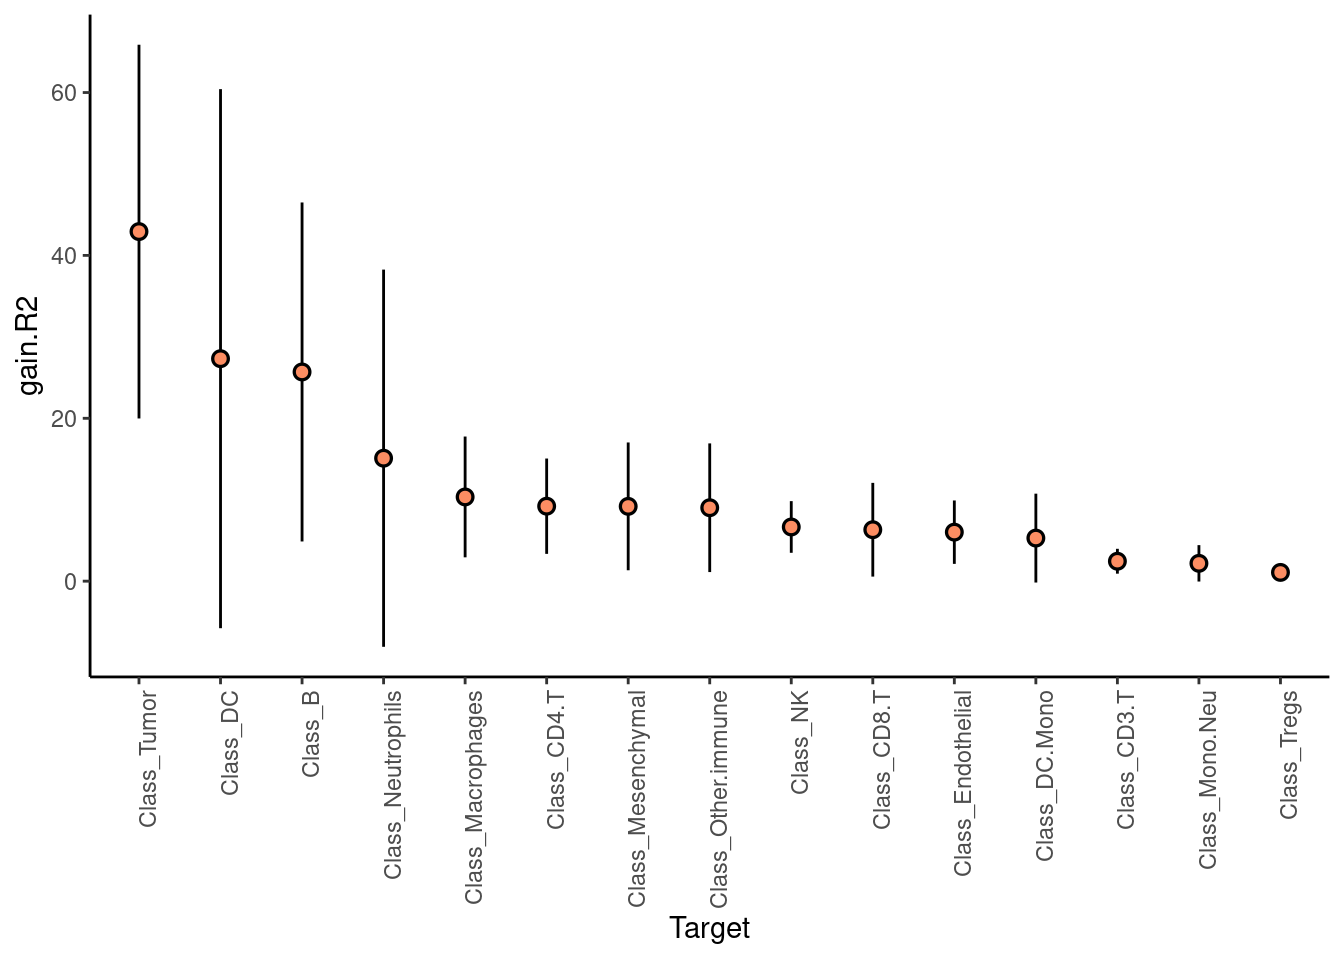 gain.R2
60
40
20
0
Class_Tumor
Class_DC
Class_B
Class_Neutrophils
Class_Macrophages
Class_CD4.T
Class_Mesenchymal
Class_Other.immune
Class_NK
Class_CD8.T
Class_Endothelial
Class_DC.Mono
Class_CD3.T
Class_Mono.Neu
Class_Tregs
Target